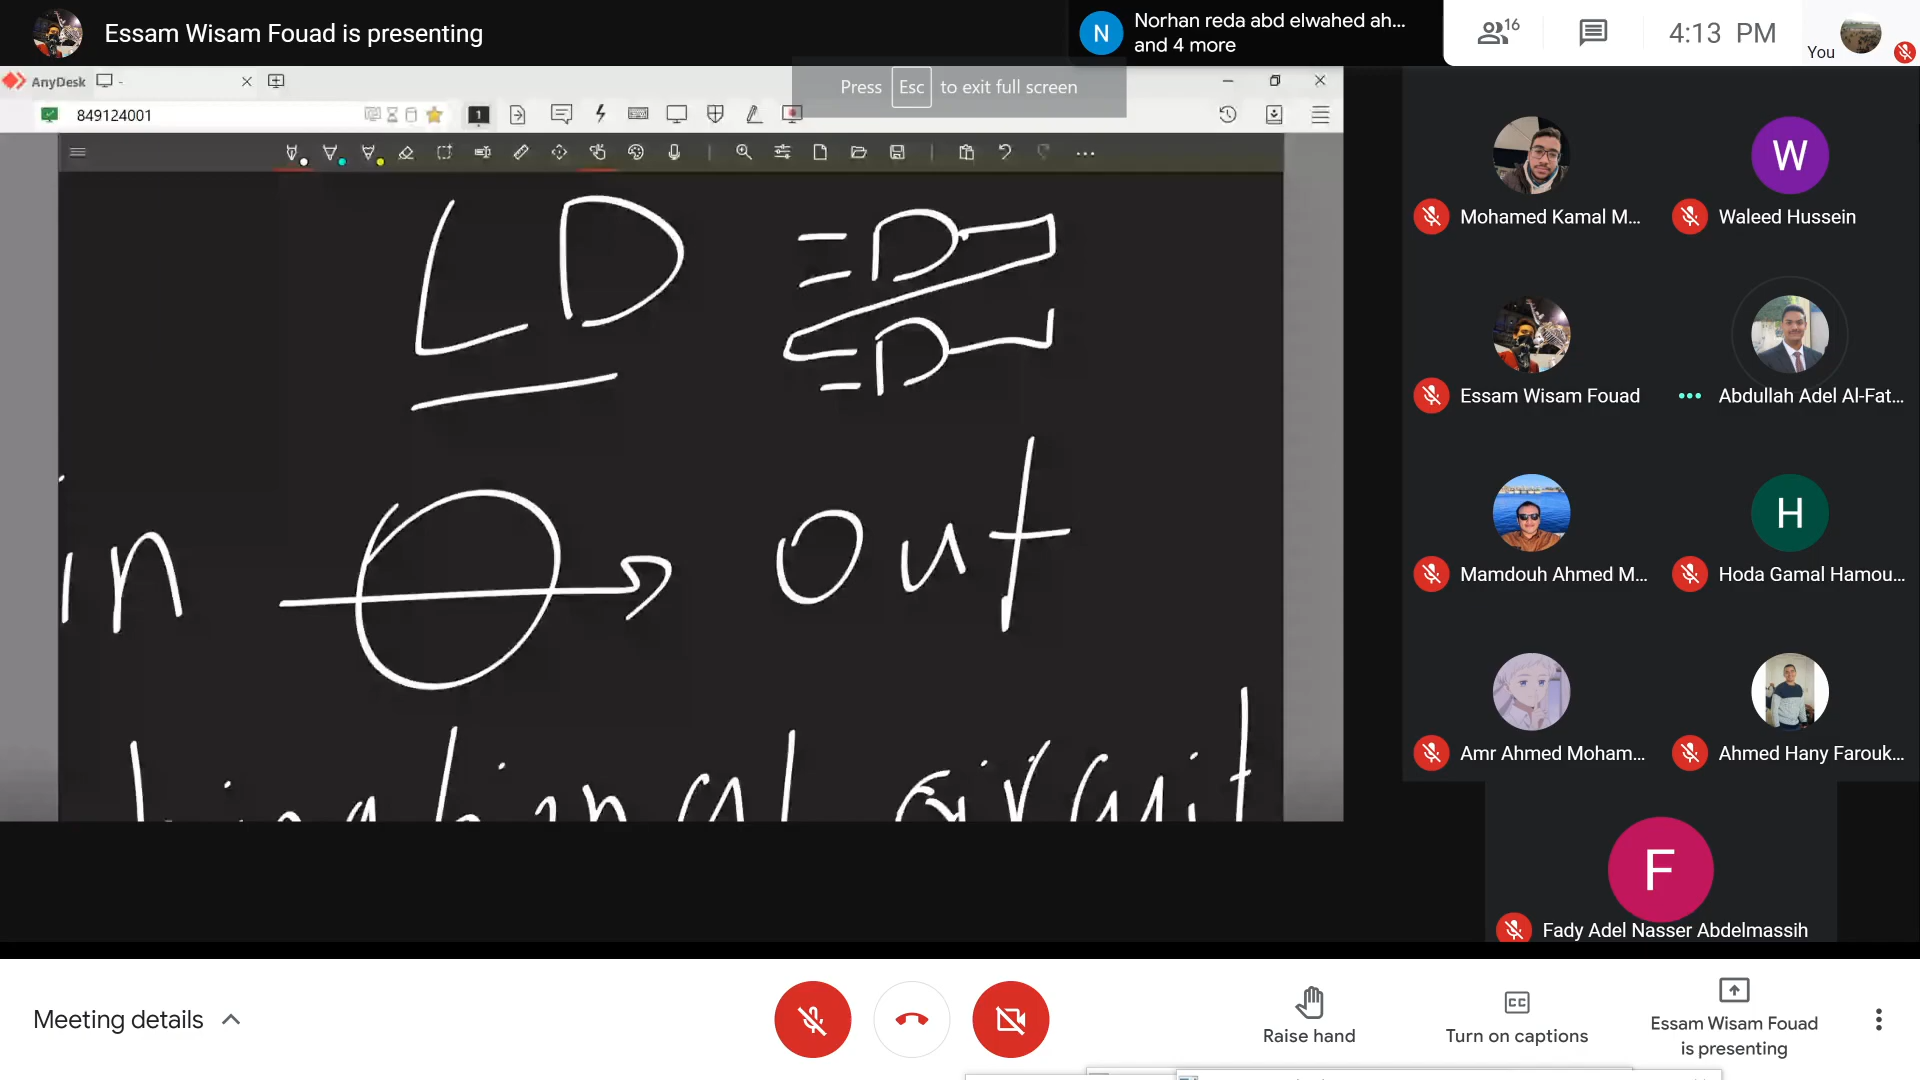 Essam Wisam Fouad is presenting
N
Norhan reda abd elwahed ah...
and 4 more
16
4:13 PM
You
AnyDesk
-
849124001
1
Press Esc to exit full screen
LD
in
out
circuit
Mohamed Kamal M...
W
Waleed Hussein
Essam Wisam Fouad
Abdullah Adel Al-Fat...
Mamdouh Ahmed M...
H
Hoda Gamal Hamou...
Amr Ahmed Moham...
Ahmed Hany Farouk...
F
Fady Adel Nasser Abdelmassih
Meeting details
Raise hand
CC
Turn on captions
Essam Wisam Fouad
is presenting